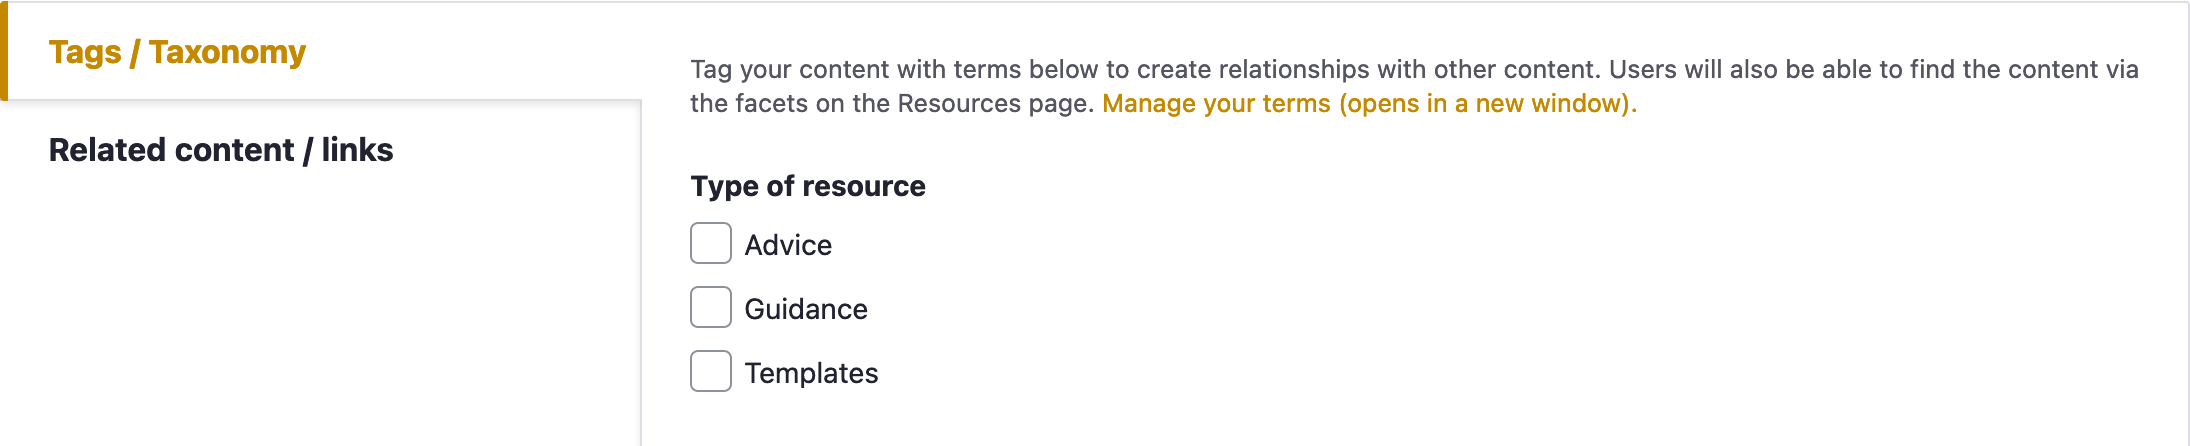 Tags / Taxonomy
Related content / links
Tag your content with terms below to create relationships with other content. Users will also be able to find the content via
the facets on the Resources page. Manage your terms (opens in a new window).
Type of resource
Advice
Guidance
Templates